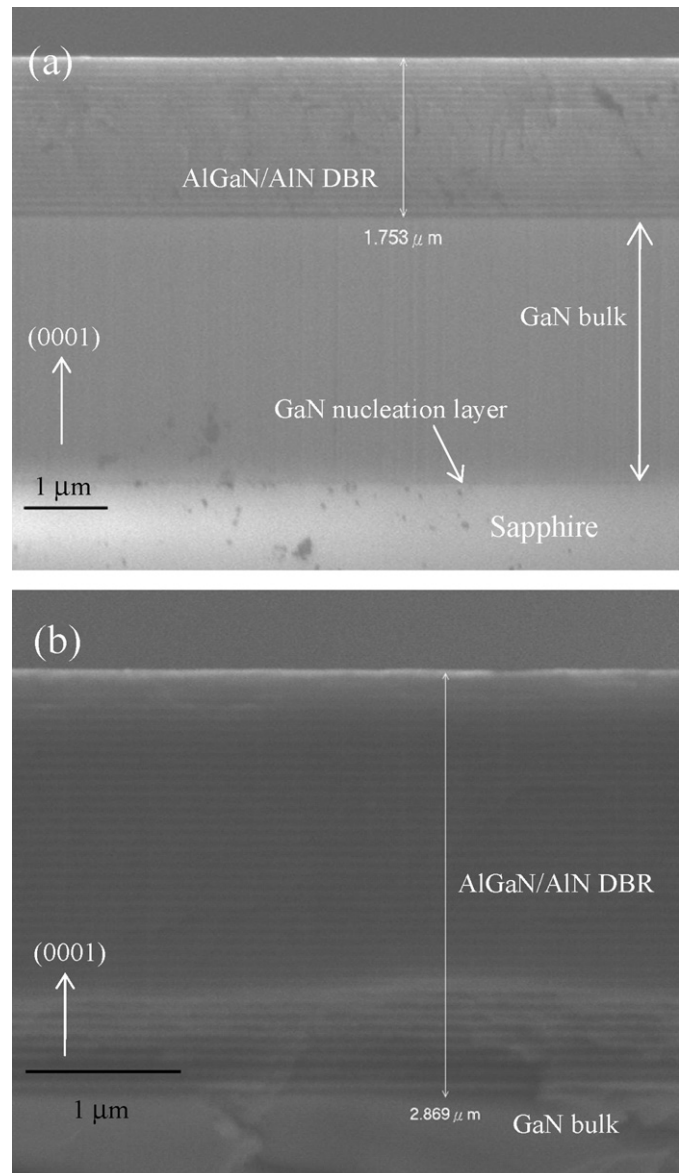 (a)
AlGaN/AlN DBR
1.753 μm
GaN bulk
(0001)
GaN nucleation layer
1 μm
Sapphire
(b)
AlGaN/AlN DBR
(0001)
1 μm
2.869 μm
GaN bulk